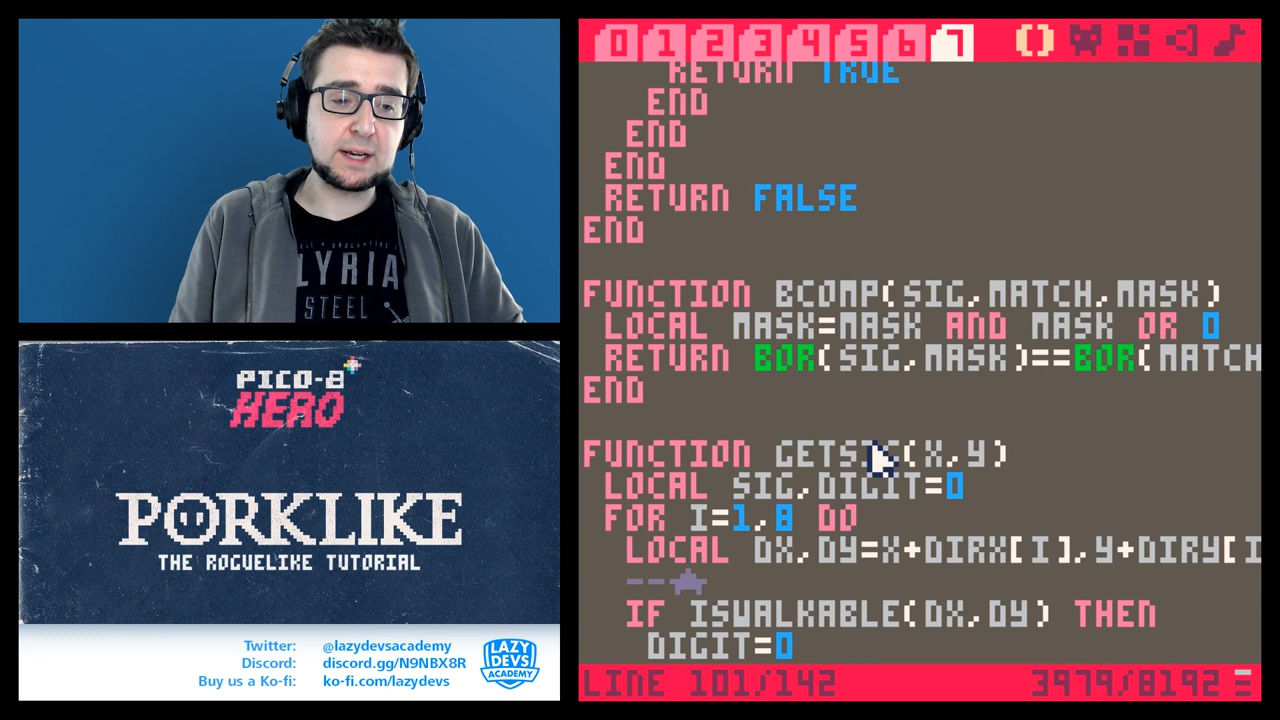 LYRIA
STEEL
PICO-8
HERO
PORKLIKE
THE ROGUELIKE TUTORIAL
Twitter: @lazydevsacademy
Discord: discord.gg/N9NBX8R
Buy us a Ko-fi: ko-fi.com/lazydevs
LAZY
DEVS
ACADEMY
0 1 2 3 4 5 6 7
RETURN TRUE
END
END
END
RETURN FALSE
END
FUNCTION BCOMP(SIG,MATCH,MASK)
LOCAL MASK=MASK AND MASK OR 0
RETURN BOR(SIG,MASK)==BOR(MATCH
END
FUNCTION GETSIG(X,Y)
LOCAL SIG,DIGIT=0
FOR I=1,8 DO
LOCAL DX,DY=X+DIRX[I],Y+DIRY[I
--
IF ISWALKABLE(DX,DY) THEN
DIGIT=0
LINE 101/142 3979/8192